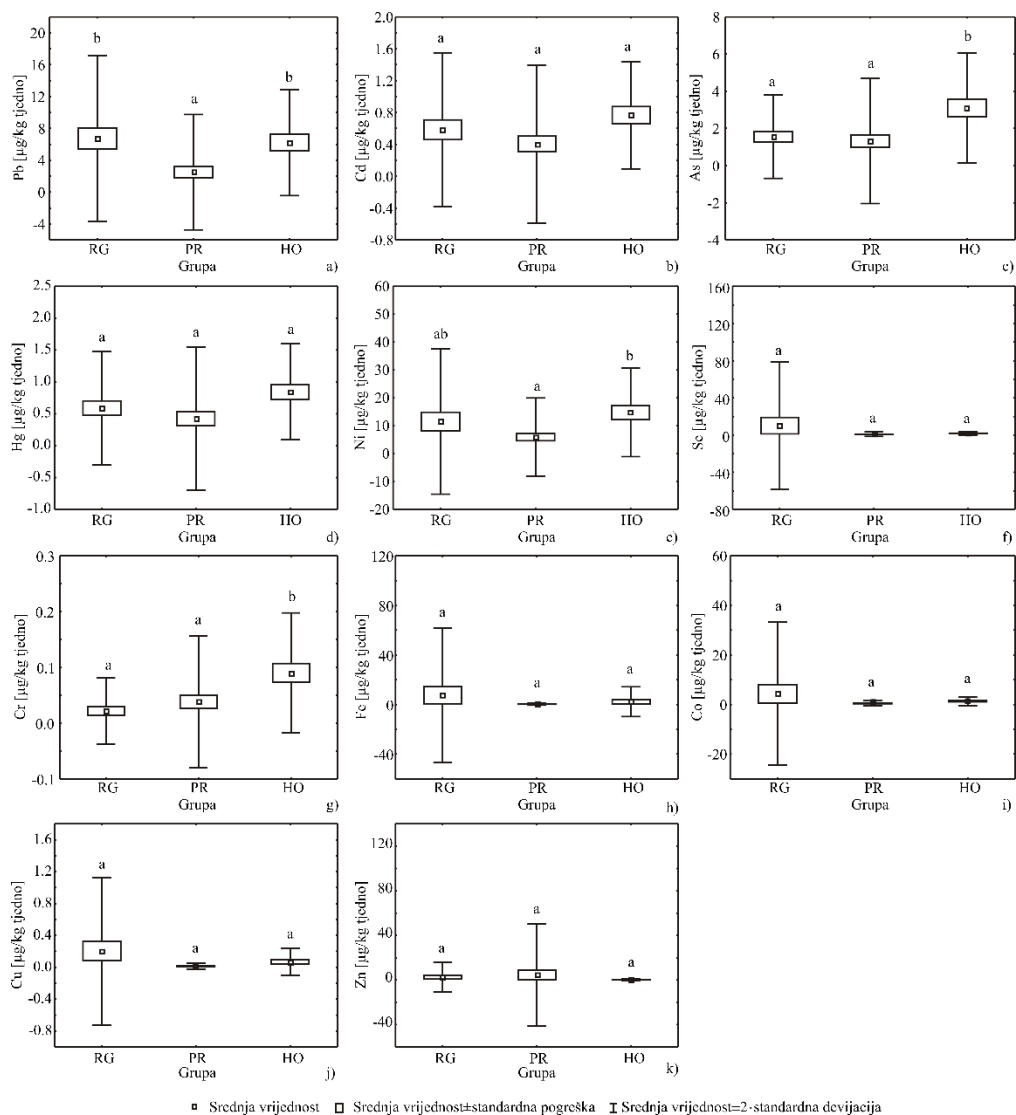 Pb [µg/kg tjedno]
20
16
12
8
4
0
-4
b
a
b
RG PR HO
Grupa
a)
Cd [µg/kg tjedno]
2.0
1.6
1.2
0.8
0.4
0.0
-0.4
-0.8
a
a
a
RG PR HO
Grupa
b)
As [µg/kg tjedno]
8
6
4
2
0
-2
-4
a
a
b
RG PR HO
Grupa
c)
Hg [µg/kg tjedno]
2.5
2.0
1.5
1.0
0.5
0.0
-0.5
-1.0
a
a
a
RG PR HO
Grupa
d)
Ni [µg/kg tjedno]
60
50
40
30
20
10
0
-10
-20
ab
a
b
RG PR HO
Grupa
e)
Se [µg/kg tjedno]
160
120
80
40
0
-40
-80
a
a
a
RG PR HO
Grupa
f)
Cr [µg/kg tjedno]
0.3
0.2
0.1
0.0
-0.1
a
a
b
RG PR HO
Grupa
g)
Fe [µg/kg tjedno]
120
80
40
0
-40
a
a
a
RG PR HO
Grupa
h)
Co [µg/kg tjedno]
60
40
20
0
-20
a
a
a
RG PR HO
Grupa
i)
Cu [µg/kg tjedno]
1.6
1.2
0.8
0.4
0.0
-0.4
-0.8
a
a
a
RG PR HO
Grupa
j)
Zn [µg/kg tjedno]
120
80
40
0
-40
a
a
a
RG PR HO
Grupa
k)
Srednja vrijednost Srednja vrijednost±standardna pogreška Srednja vrijednost=2·standardna devijacija